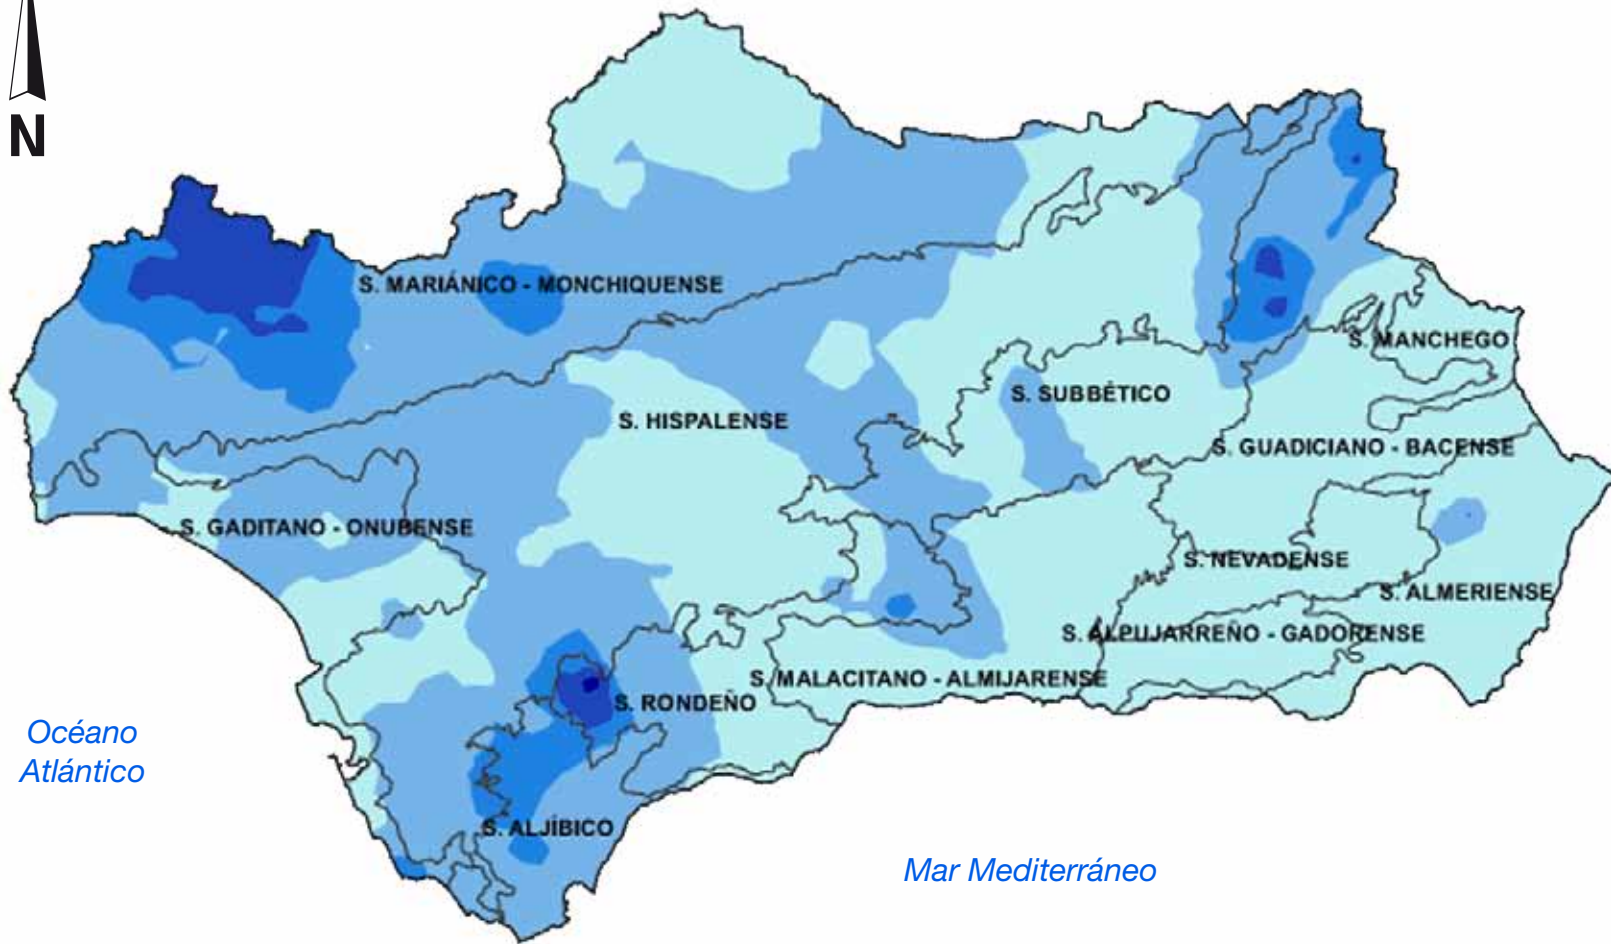 N
S. MARIÁNICO - MONCHIQUENSE
S. MANCHEGO
S. SUBBÉTICO
S. HISPALENSE
S. GUADICIANO - BACENSE
S. GADITANO - ONUBENSE
S. NEVADENSE
S. ALMERIENSE
S. ALPUJARREÑO - GADORENSE
S. MALACITANO - ALMIJARENSE
S. RONDEÑO
Océano
Atlántico
S. ALJÍBICO
Mar Mediterráneo